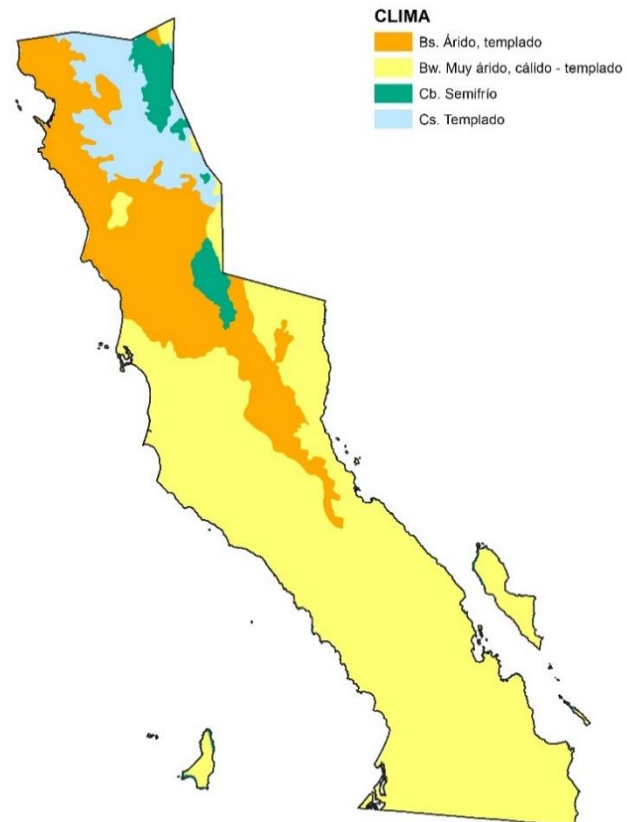 CLIMA
Bs. Árido, templado
Bw. Muy árido, cálido - templado
Cb. Semifrío
Cs. Templado